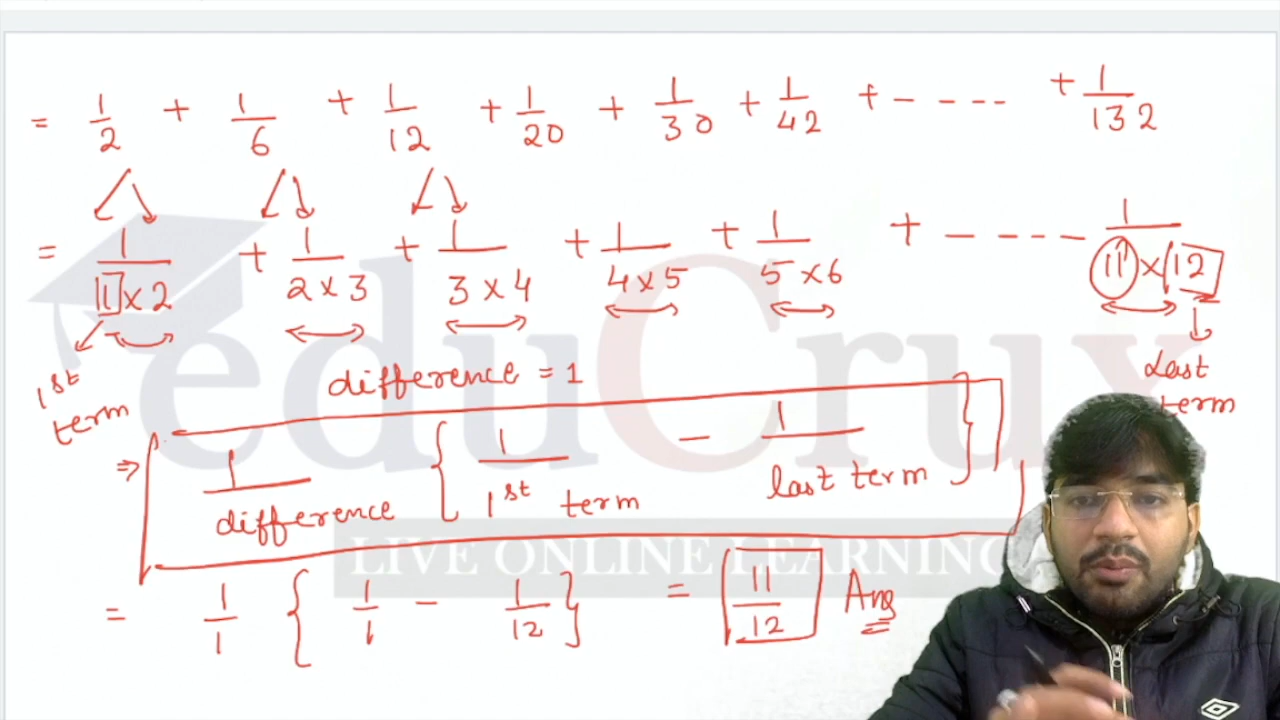 = 1/2 + 1/6 + 1/12 + 1/20 + 1/30 + 1/42 + - - - - + 1/132
= 1/1×2 + 1/2×3 + 1/3×4 + 1/4×5 + 1/5×6 + - - - - 1/11×12
1st term
Last term
difference = 1
⇒ 1/difference { 1/1st term - 1/last term }
= 1/1 { 1/1 - 1/12 } = 11/12 Ans
eduCrux
LIVE ONLINE LEARNING